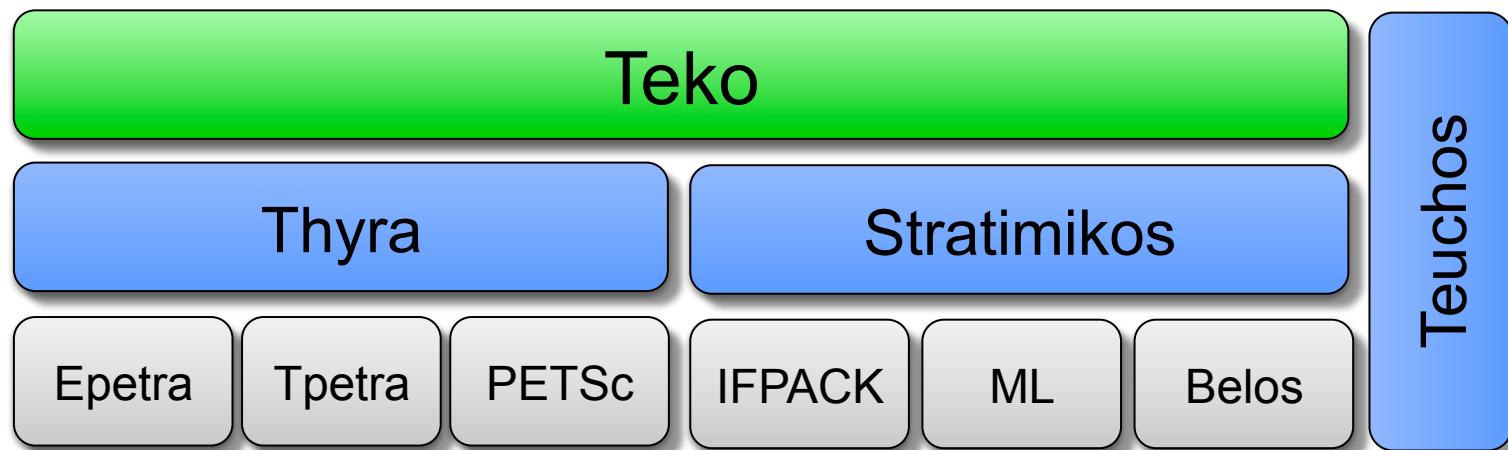 Teko
Thyra
Stratimikos
Epetra
Tpetra
PETSc
IFPACK
ML
Belos
Teuchos